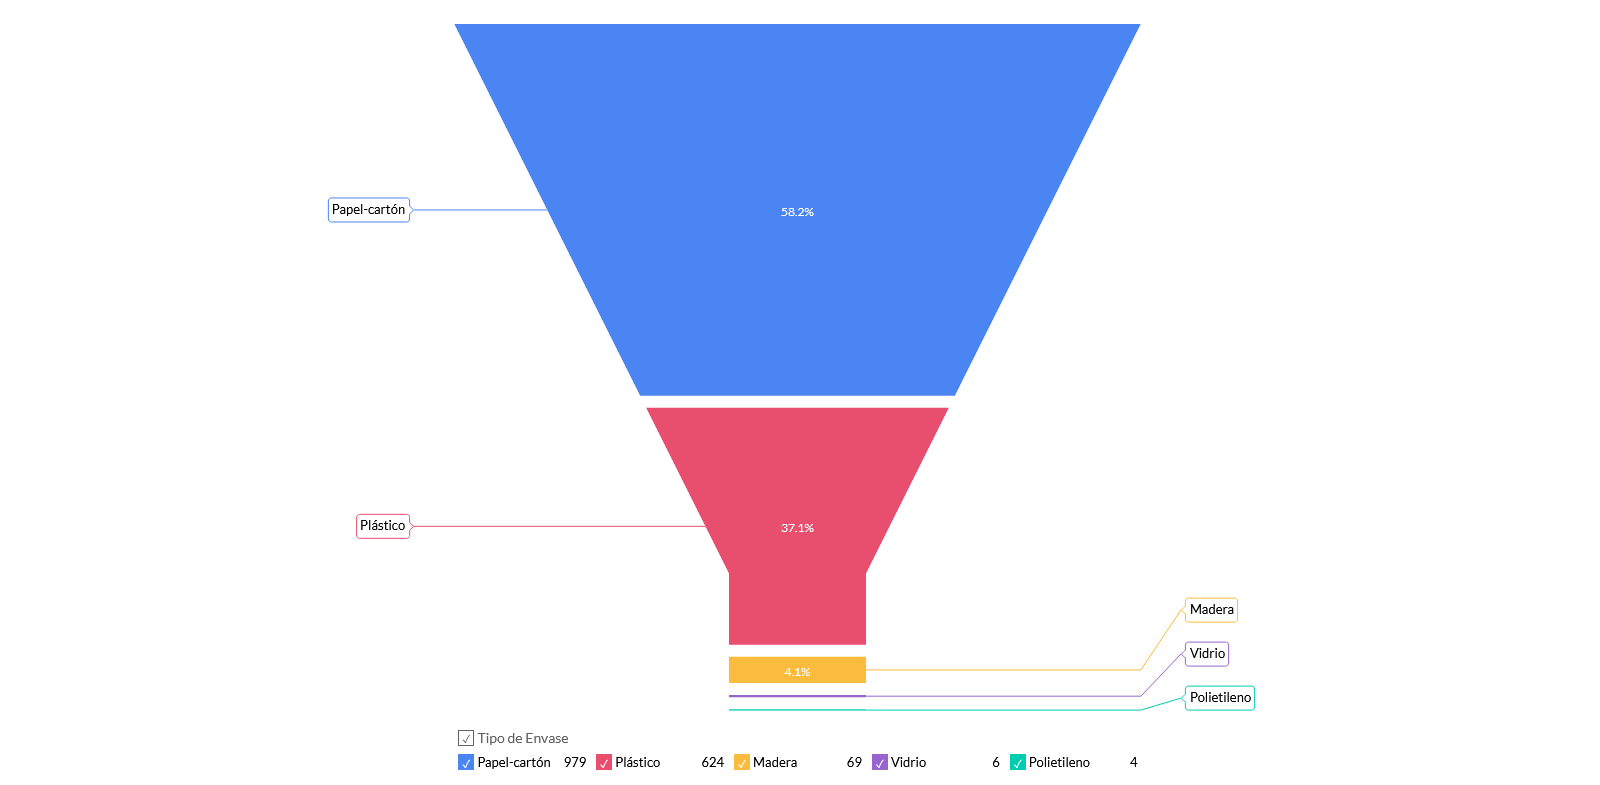 58.2%
Papel-cartón
37.1%
Plástico
Madera
Vidrio
4.1%
Polietileno
Tipo de Envase
Papel-cartón 979 Plástico 624 Madera 69 Vidrio 6 Polietileno 4